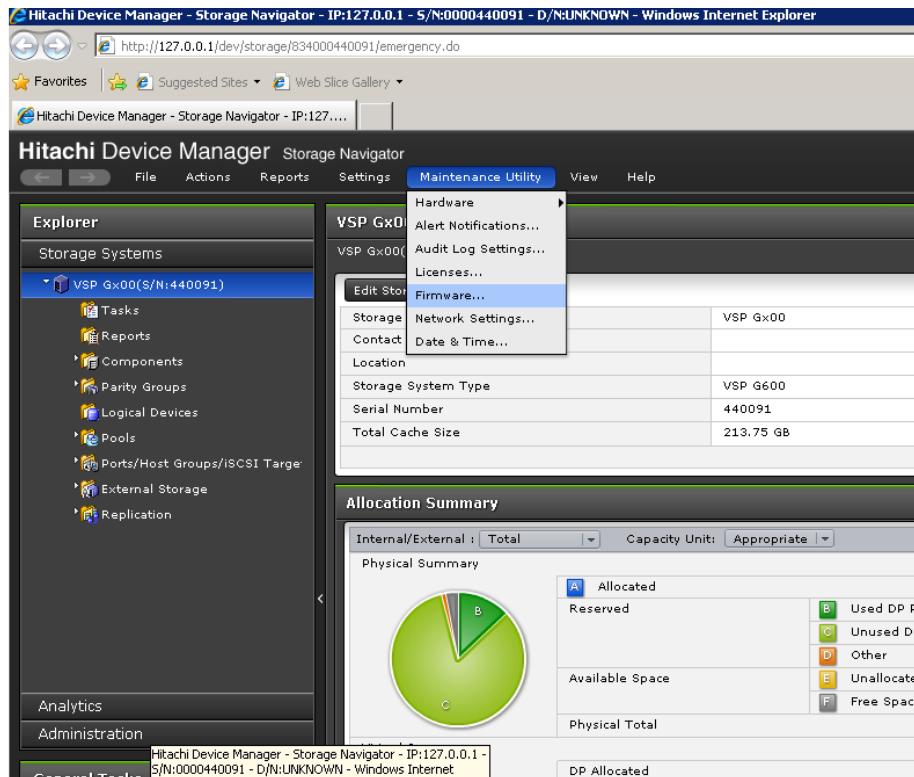 Hitachi Device Manager - Storage Navigator - IP:127.0.0.1 - S/N:0000440091 - D/N:UNKNOWN - Windows Internet Explorer
http://127.0.0.1/dev/storage/834000440091/emergency.do
Favorites Suggested Sites Web Slice Gallery
Hitachi Device Manager - Storage Navigator - IP:127....
Hitachi Device Manager Storage Navigator
File Actions Reports Settings Maintenance Utility View Help
Hardware
Alert Notifications...
Audit Log Settings...
Licenses...
Firmware...
Network Settings...
Date & Time...
Explorer
Storage Systems
VSP Gx00(S/N:440091)
Tasks
Reports
Components
Parity Groups
Logical Devices
Pools
Ports/Host Groups/iSCSI Targe
External Storage
Replication
Analytics
Administration
VSP Gx0
VSP Gx00(
Edit Stor
Storage VSP Gx00
Contact
Location
Storage System Type VSP G600
Serial Number 440091
Total Cache Size 213.75 GB
Allocation Summary
Internal/External : Total Capacity Unit: Appropriate
Physical Summary
B
C
A Allocated
Reserved B Used DP P
C Unused D
D Other
Available Space E Unallocate
F Free Spac
Physical Total
DP Allocated
Hitachi Device Manager - Storage Navigator - IP:127.0.0.1 -
S/N:0000440091 - D/N:UNKNOWN - Windows Internet
General Tasks